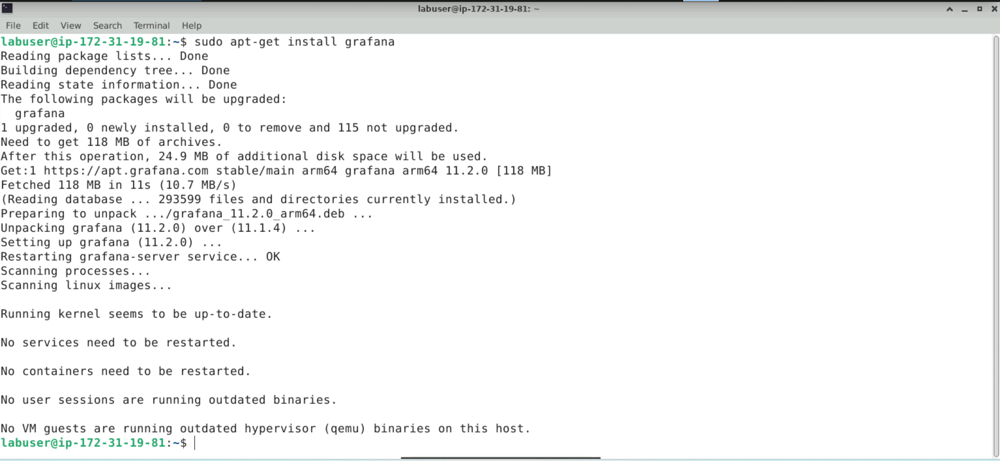 labuser@ip-172-31-19-81: ~
File Edit View Search Terminal Help
labuser@ip-172-31-19-81:~$ sudo apt-get install grafana
Reading package lists... Done
Building dependency tree... Done
Reading state information... Done
The following packages will be upgraded:
  grafana
1 upgraded, 0 newly installed, 0 to remove and 115 not upgraded.
Need to get 118 MB of archives.
After this operation, 24.9 MB of additional disk space will be used.
Get:1 https://apt.grafana.com stable/main arm64 grafana arm64 11.2.0 [118 MB]
Fetched 118 MB in 11s (10.7 MB/s)
(Reading database ... 293599 files and directories currently installed.)
Preparing to unpack .../grafana_11.2.0_arm64.deb ...
Unpacking grafana (11.2.0) over (11.1.4) ...
Setting up grafana (11.2.0) ...
Restarting grafana-server service... OK
Scanning processes...
Scanning linux images...
Running kernel seems to be up-to-date.
No services need to be restarted.
No containers need to be restarted.
No user sessions are running outdated binaries.
No VM guests are running outdated hypervisor (qemu) binaries on this host.
labuser@ip-172-31-19-81:~$